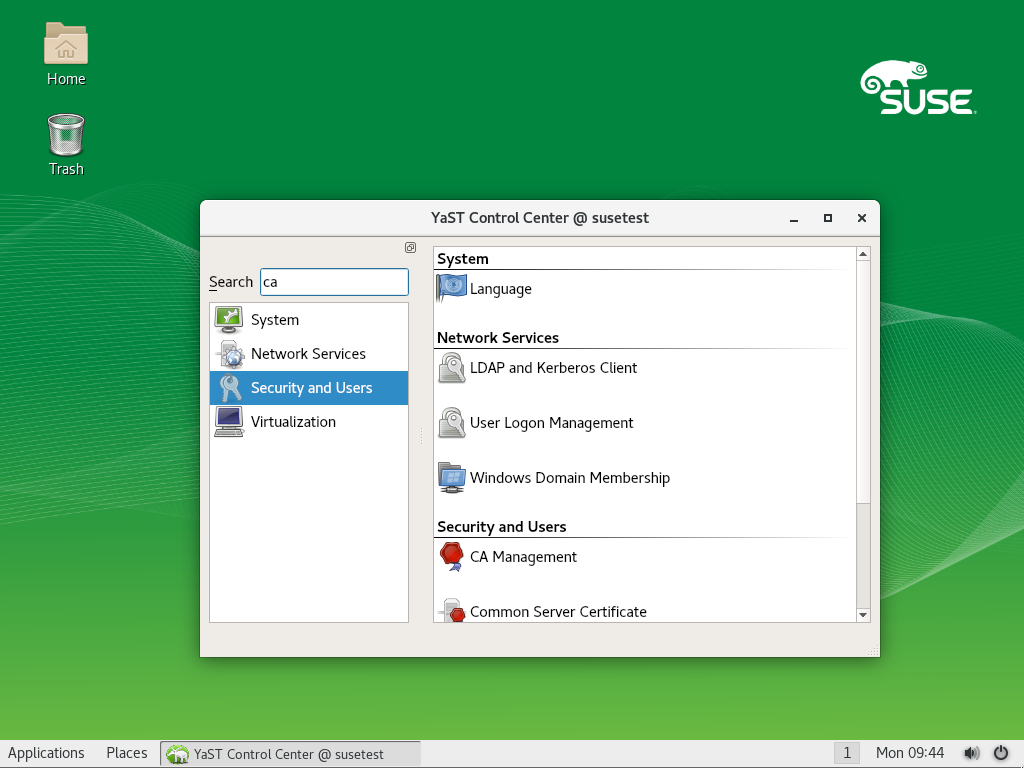 Home
Trash
SUSE
YaST Control Center @ susetest
Search ca
System
Network Services
Security and Users
Virtualization
System
Language
Network Services
LDAP and Kerberos Client
User Logon Management
Windows Domain Membership
Security and Users
CA Management
Common Server Certificate
Applications Places YaST Control Center @ susetest 1 Mon 09:44